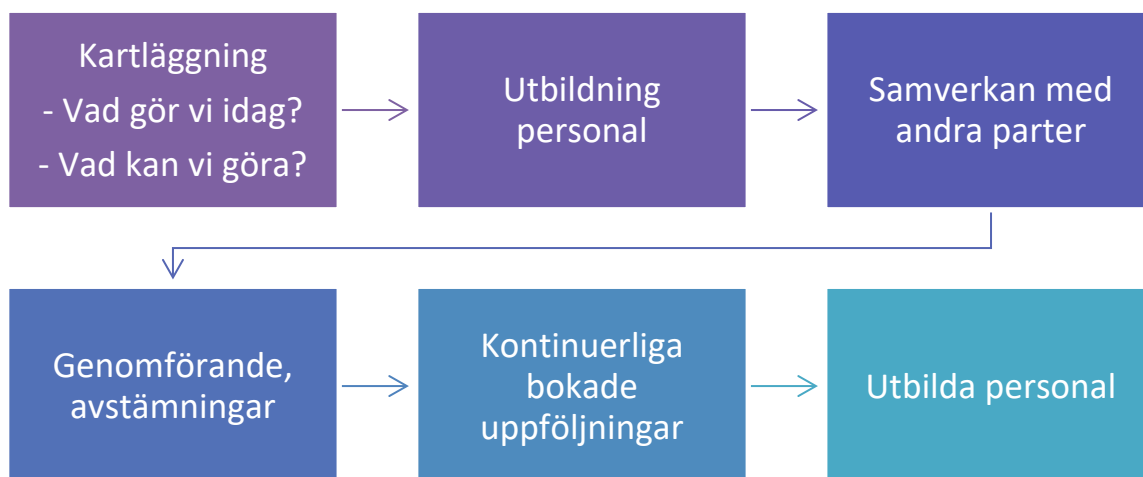 Kartläggning
- Vad gör vi idag?
- Vad kan vi göra?
Utbildning
personal
Samverkan med
andra parter
Genomförande,
avstämningar
Kontinuerliga
bokade
uppföljningar
Utbilda personal